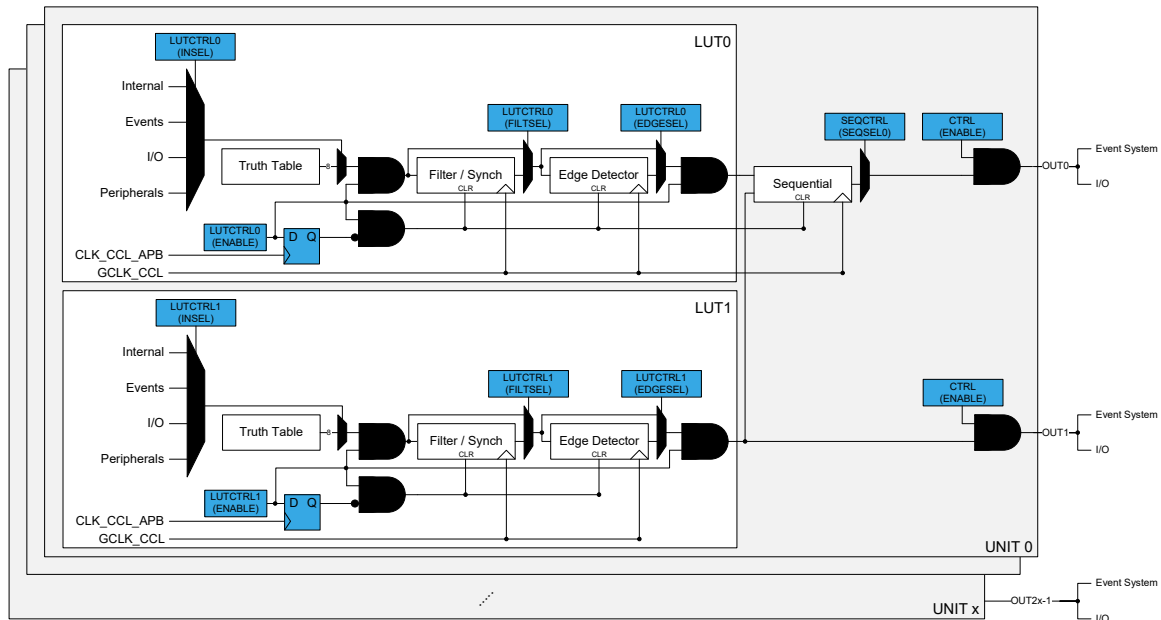 LUTCTRL0
(INSEL)
LUT0
Internal
Events
I/O
Peripherals
Truth Table
8
LUTCTRL0
(FILTSEL)
LUTCTRL0
(EDGESEL)
SEQCTRL
(SEQSEL0)
CTRL
(ENABLE)
Filter / Synch
CLR
Edge Detector
CLR
Sequential
CLR
OUT0
Event System
I/O
LUTCTRL0
(ENABLE)
D Q
CLK_CCL_APB
GCLK_CCL
LUTCTRL1
(INSEL)
LUT1
Internal
Events
I/O
Peripherals
Truth Table
8
LUTCTRL1
(FILTSEL)
LUTCTRL1
(EDGESEL)
CTRL
(ENABLE)
Filter / Synch
CLR
Edge Detector
CLR
OUT1
Event System
I/O
LUTCTRL1
(ENABLE)
D Q
CLK_CCL_APB
GCLK_CCL
UNIT 0
UNIT x
OUT2x-1
Event System
I/O